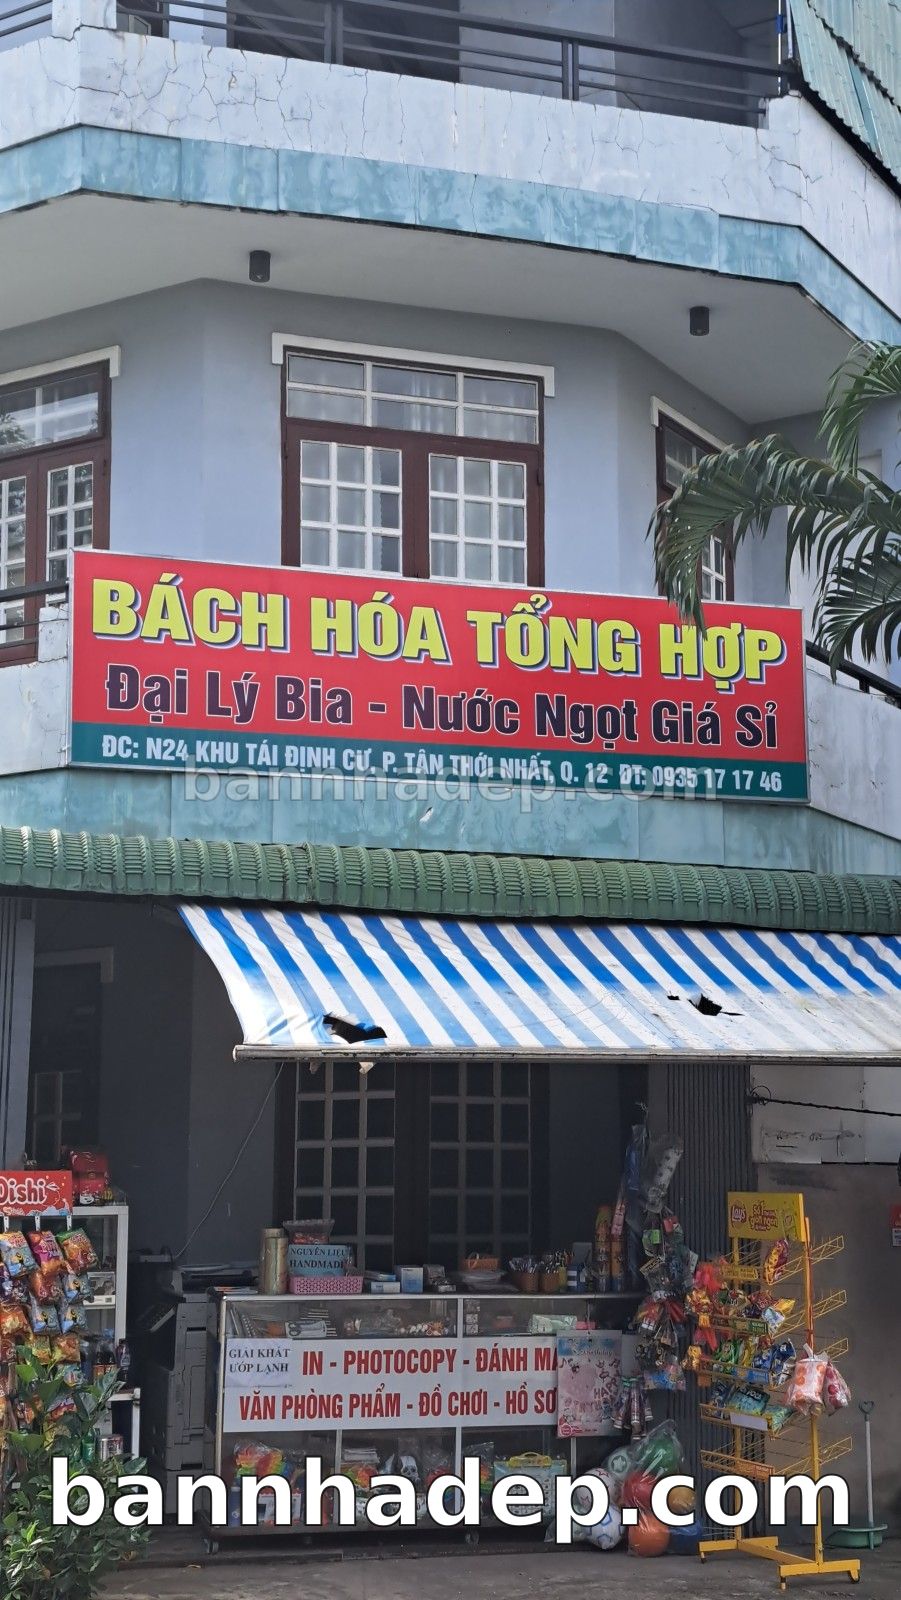 BÁCH HÓA TỔNG HỢP
Đại Lý Bia - Nước Ngọt Giá Sỉ
ĐC: N24 KHU TÁI ĐỊNH CƯ, P. TÂN THỚI NHẤT, Q. 12 ĐT: 0935 17 17 46
bannhadep.com
Oishi
Lay's
NGUYÊN LIỆU
HANDMADE
GIẢI KHÁT
ƯỚP LẠNH
IN - PHOTOCOPY - ĐÁNH MÁ
VĂN PHÒNG PHẨM - ĐỒ CHƠI - HỒ SƠ
bannhadep.com